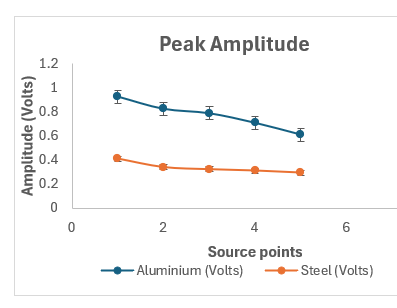 Peak Amplitude
Amplitude (Volts)
1.2
1
0.8
0.6
0.4
0.2
0
0 2 4 6
Source points
Aluminium (Volts) Steel (Volts)